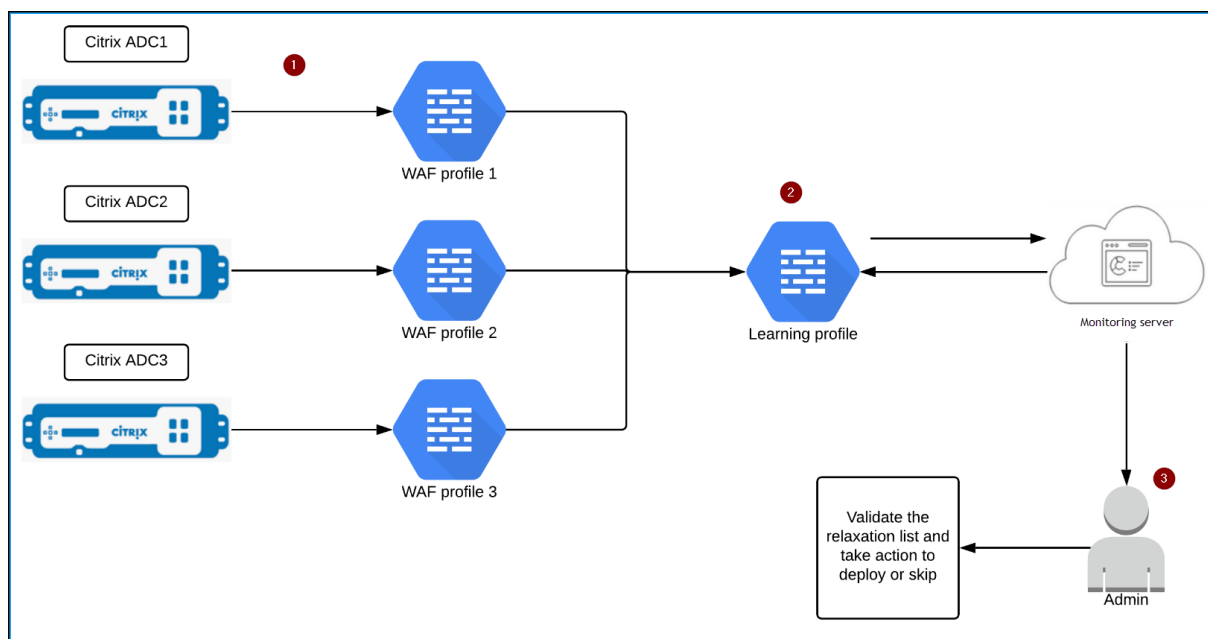 Citrix ADC1
1
CITRIX
WAF profile 1
Citrix ADC2
CITRIX
WAF profile 2
2
Learning profile
Monitoring server
Citrix ADC3
CITRIX
WAF profile 3
3
Validate the
relaxation list and
take action to
deploy or skip
Admin